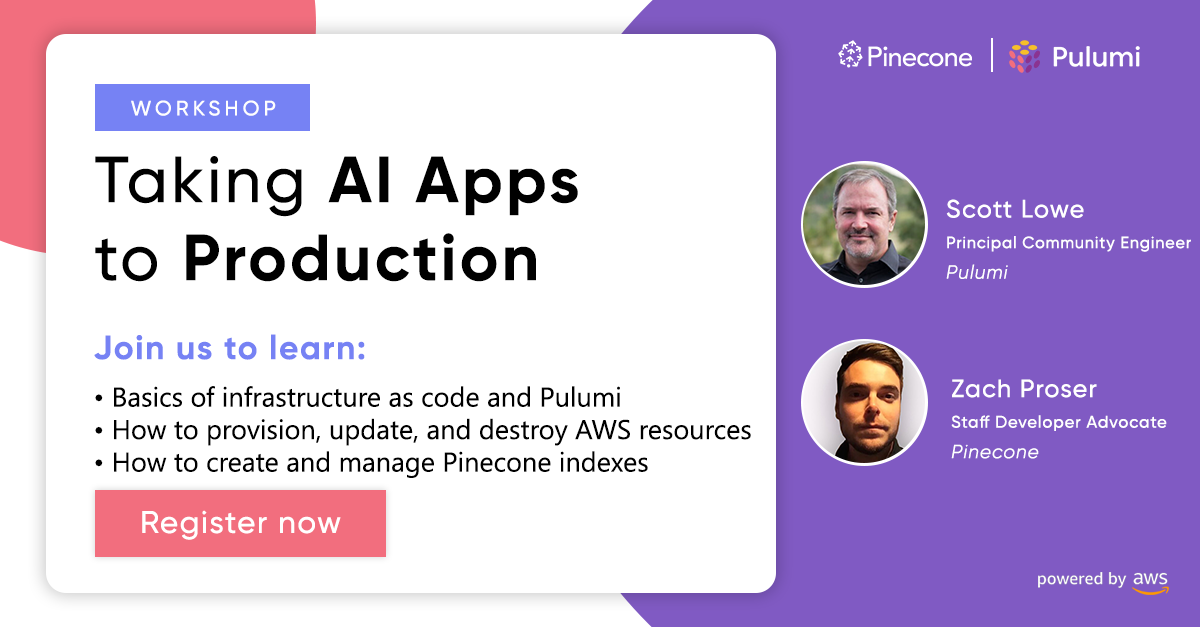 WORKSHOP
Taking AI Apps
to Production
Join us to learn:
• Basics of infrastructure as code and Pulumi
• How to provision, update, and destroy AWS resources
• How to create and manage Pinecone indexes
Register now
Pinecone | Pulumi
Scott Lowe
Principal Community Engineer
Pulumi
Zach Proser
Staff Developer Advocate
Pinecone
powered by aws